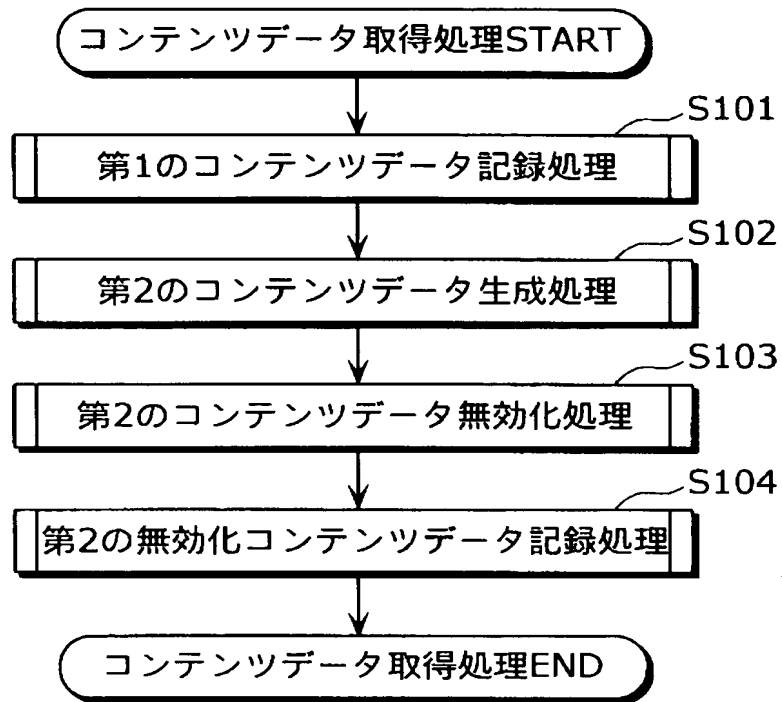 コンテンツデータ取得処理START
S101
第1のコンテンツデータ記録処理
S102
第2のコンテンツデータ生成処理
S103
第2のコンテンツデータ無効化処理
S104
第2の無効化コンテンツデータ記録処理
コンテンツデータ取得処理END